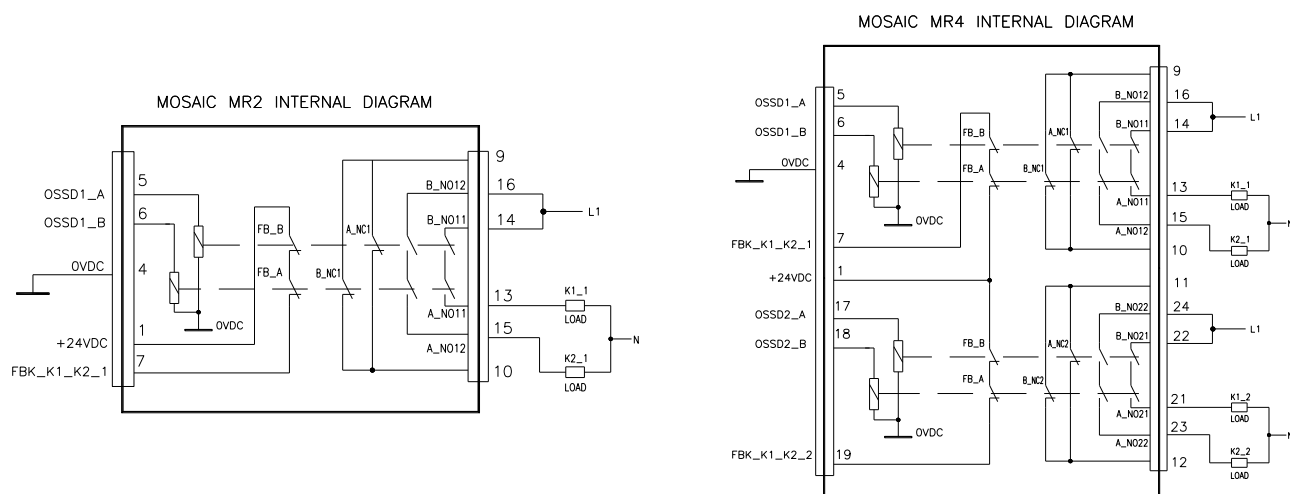 MOSAIC MR2 INTERNAL DIAGRAM
5
OSSD1_A
6
OSSD1_B
0VDC
4
1
+24VDC
7
FBK_K1_K2_1
0VDC
FB_B
FB_A
A_NC1
B_NC1
B_NO12
B_NO11
A_NO11
A_NO12
9
16
14
L1
13
K1_1
LOAD
15
N
K2_1
LOAD
10
MOSAIC MR4 INTERNAL DIAGRAM
5
OSSD1_A
6
OSSD1_B
0VDC
4
0VDC
7
FBK_K1_K2_1
1
+24VDC
17
OSSD2_A
18
OSSD2_B
0VDC
19
FBK_K1_K2_2
FB_B
FB_A
A_NC1
B_NC1
B_NO12
B_NO11
A_NO11
A_NO12
FB_B
FB_A
A_NC2
B_NC2
B_NO22
B_NO21
A_NO21
A_NO22
9
16
14
L1
13
K1_1
LOAD
15
N
K2_1
LOAD
10
11
24
22
L1
21
K1_2
LOAD
23
N
K2_2
LOAD
12